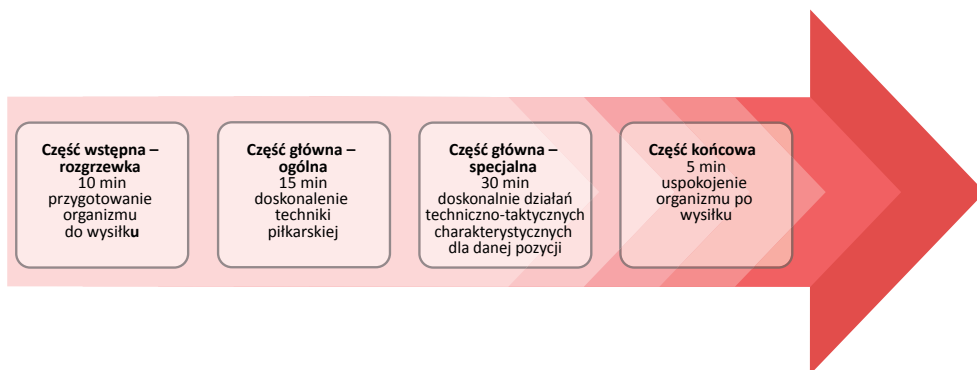 Część wstępna –
rozgrzewka
10 min
przygotowanie
organizmu
do wysiłku
Część główna –
ogólna
15 min
doskonalenie
techniki
piłkarskiej
Część główna –
specjalna
30 min
doskonalnie działań
techniczno-taktycznych
charakterystycznych
dla danej pozycji
Część końcowa
5 min
uspokojenie
organizmu po
wysiłku